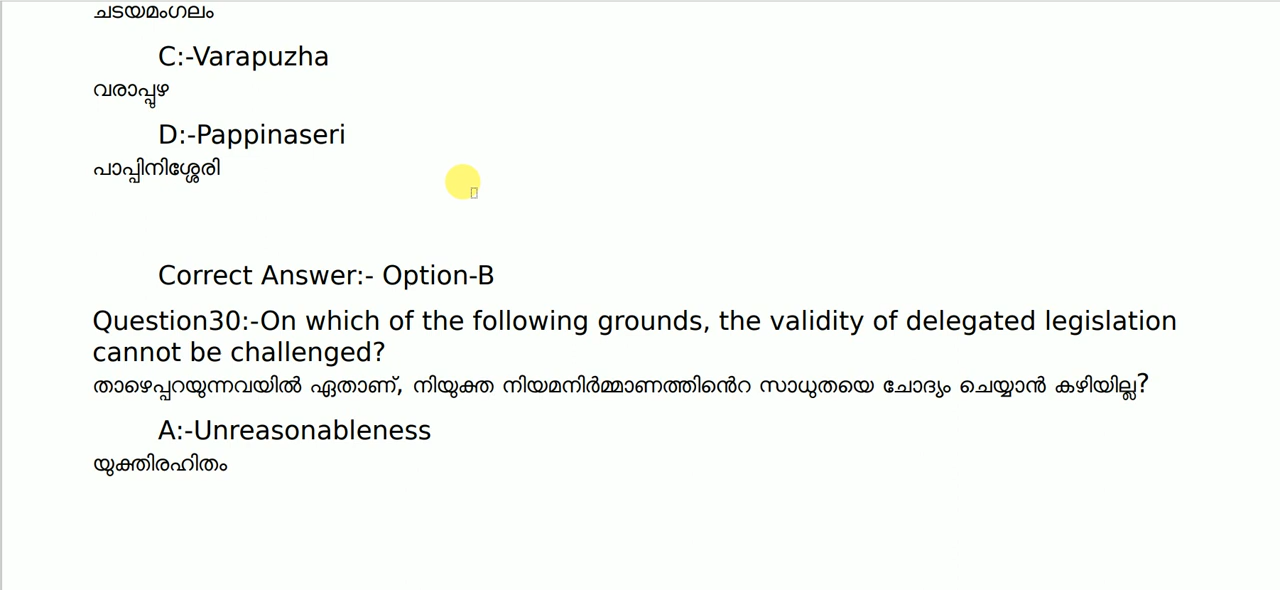 ചടയമംഗലം
C:-Varapuzha
വരാപ്പുഴ
D:-Pappinaseri
പാപ്പിനിശ്ശേരി
Correct Answer:- Option-B
Question30:-On which of the following grounds, the validity of delegated legislation
cannot be challenged?
താഴെപ്പറയുന്നവയിൽ ഏതാണ്, നിയുക്ത നിയമനിർമ്മാണത്തിൻെറ സാധുതയെ ചോദ്യം ചെയ്യാൻ കഴിയില്ല?
A:-Unreasonableness
യുക്തിരഹിതം